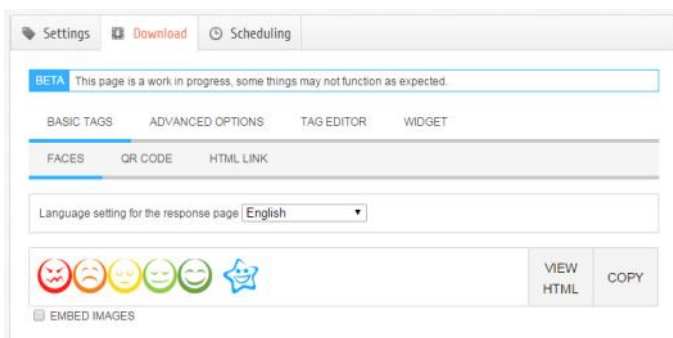 Settings Download Scheduling
BETA This page is a work in progress, some things may not function as expected.
BASIC TAGS ADVANCED OPTIONS TAG EDITOR WIDGET
FACES QR CODE HTML LINK
Language setting for the response page English
VIEW
HTML
COPY
EMBED IMAGES